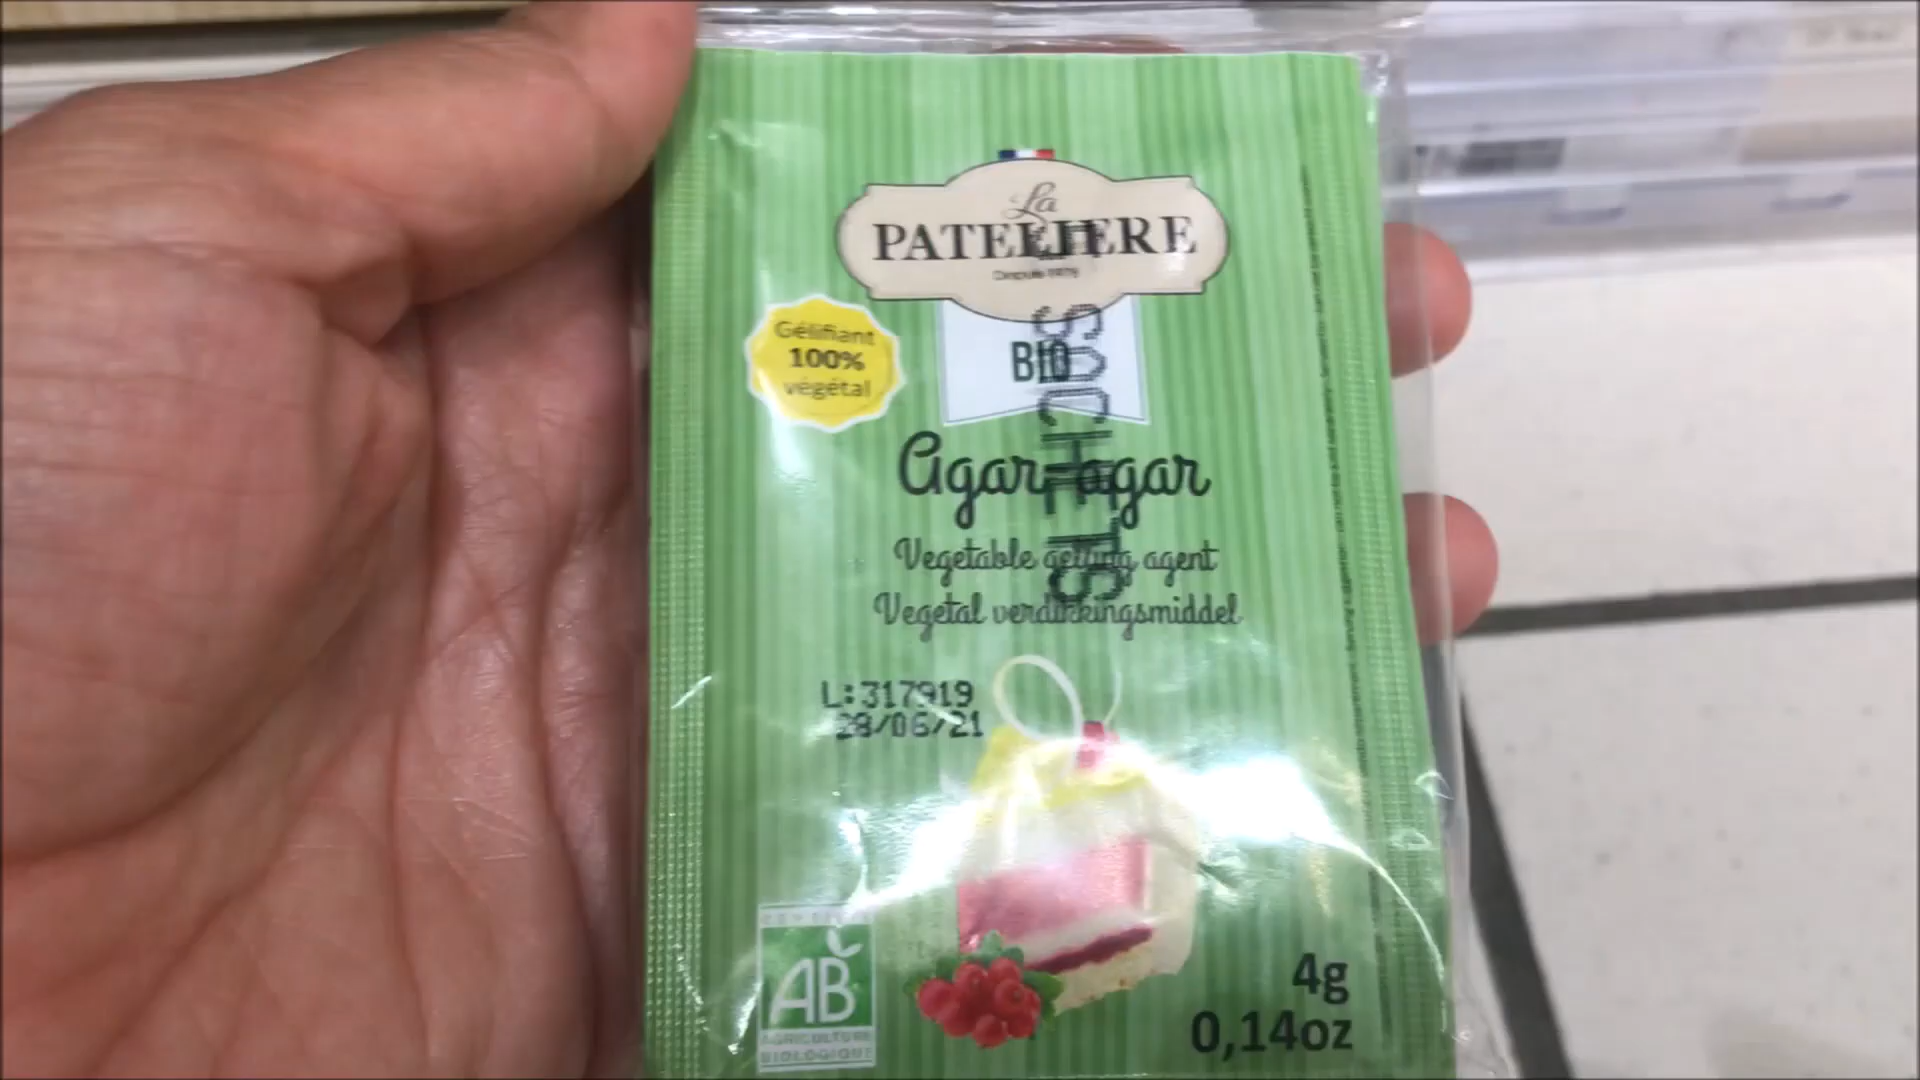 La
PATELIERE
Gélifiant
100%
végétal
BIO
SACHETS
Agar-agar
Vegetable gelling agent
Vegetal verdikkingsmiddel
L:317919
28/06/21
AB
AGRICULTURE
BIOLOGIQUE
4g
0,14oz